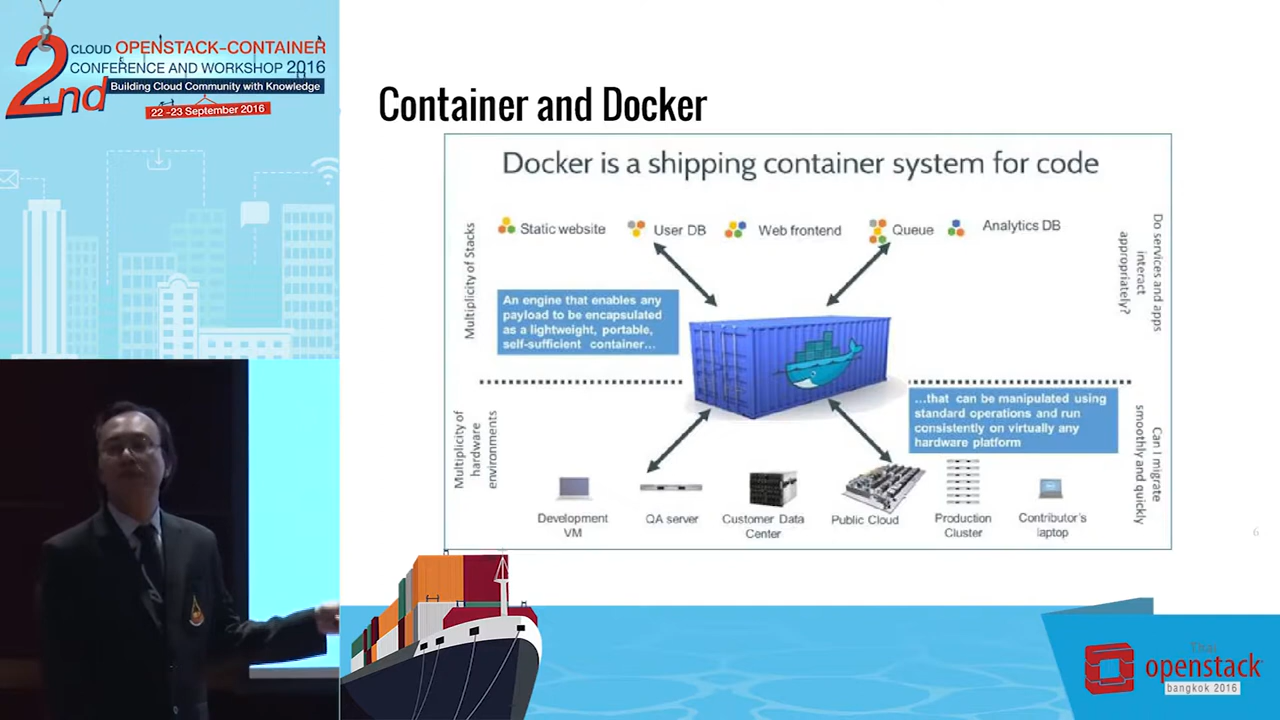 2nd
CLOUD OPENSTACK-CONTAINER
CONFERENCE AND WORKSHOP 2016
Building Cloud Community with Knowledge
22 -23 September 2016
Container and Docker
Docker is a shipping container system for code
Multiplicity of Stacks
Static website
User DB
Web frontend
Queue
Analytics DB
Do services and apps
interact
appropriately?
An engine that enables any
payload to be encapsulated
as a lightweight, portable,
self-sufficient container…
Multiplicity of
hardware
environments
…that can be manipulated using
standard operations and run
consistently on virtually any
hardware platform
Can I migrate
smoothly and quickly
Development
VM
QA server
Customer Data
Center
Public Cloud
Production
Cluster
Contributor's
laptop
6
Thai
openstack
bangkok 2016